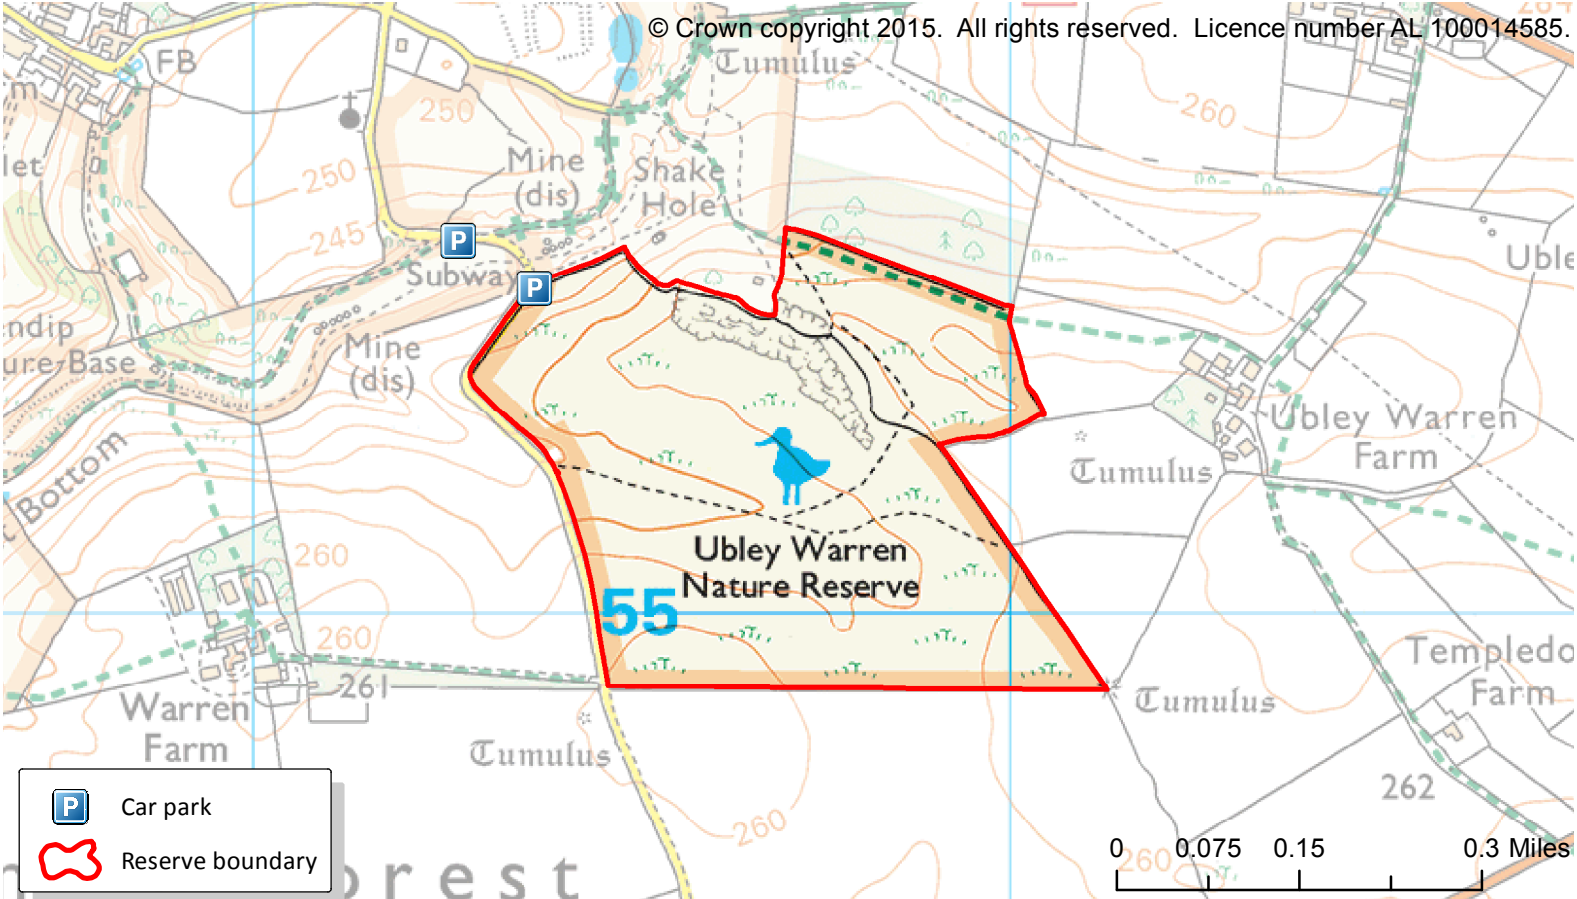 © Crown copyright 2015.  All rights reserved.  Licence number AL 100014585.
FB
Tumulus
260
250
Mine
(dis)
Shake
Hole
let
250
245
P
Subway
P
Uble
ndip
ure-Base
Mine
(dis)
Bottom
Ubley Warren
Farm
Tumulus
260
Ubley Warren
Nature Reserve
55
260
Templedo
Farm
261
Warren
Farm
Tumulus
Tumulus
262
260
P Car park
Reserve boundary
orest
260
0 0.075 0.15 0.3 Miles